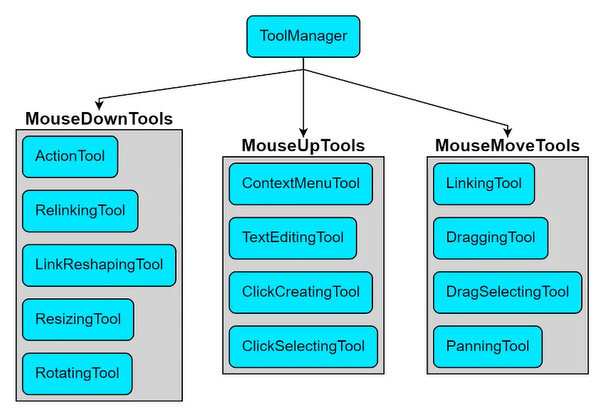 ToolManager
MouseDownTools
ActionTool
RelinkingTool
LinkReshapingTool
ResizingTool
RotatingTool
MouseUpTools
ContextMenuTool
TextEditingTool
ClickCreatingTool
ClickSelectingTool
MouseMoveTools
LinkingTool
DraggingTool
DragSelectingTool
PanningTool